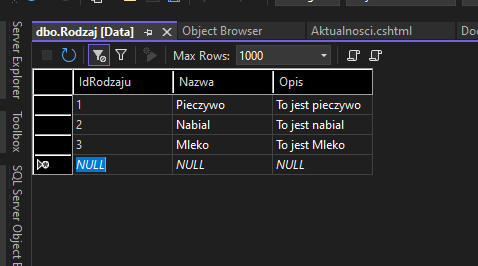 dbo.Rodzaj [Data]
Object Browser
Aktualnosci.cshtml
Max Rows:
1000
IdRodzaju Nazwa Opis
1 Pieczywo To jest pieczywo
2 Nabial To jest nabial
3 Mleko To jest Mleko
NULL NULL NULL
Server Explorer
Toolbox
SQL Server Object